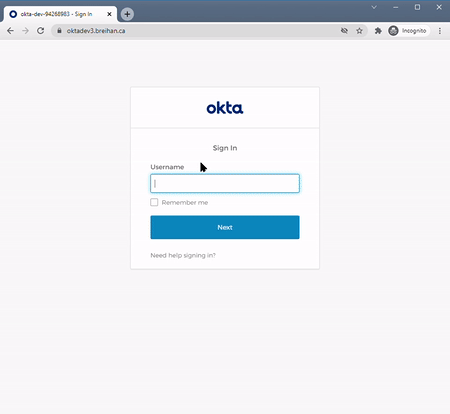 okta-dev-94268983 - Sign In
oktadev3.breihan.ca
Incognito
okta
Sign In
Username
Remember me
Next
Need help signing in?